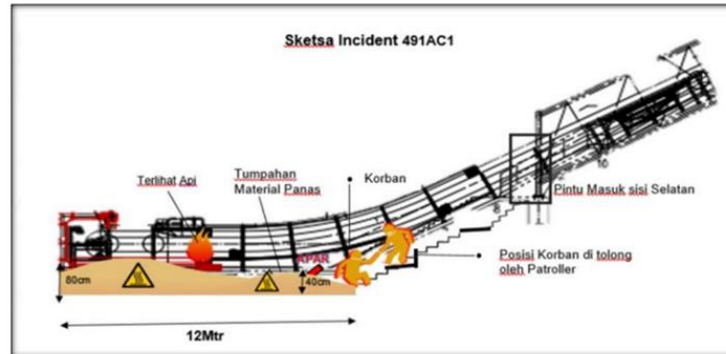 Sketsa Incident 491AC1
Terlihat Api
Tumpahan
Material Panas
Korban
Pintu Masuk sisi Selatan
APAR
Posisi Korban di tolong
oleh Patroller
80cm
40cm
12Mtr